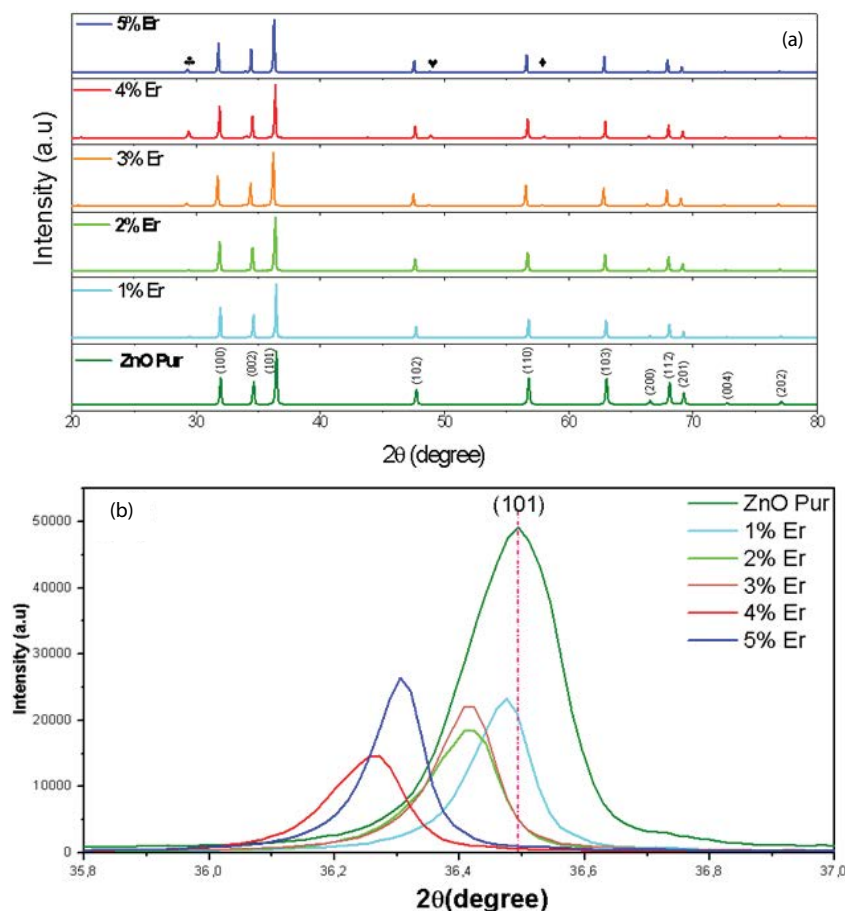 (a)
5% Er
♣ ♥ ♦
4% Er
3% Er
2% Er
1% Er
ZnO Pur
(100) (002) (101) (102) (110) (103) (200) (112) (201) (004) (202)
Intensity (a.u)
20 30 40 50 60 70 80
2θ (degree)
(b)
(101)
ZnO Pur
1% Er
2% Er
3% Er
4% Er
5% Er
50000
40000
30000
20000
10000
0
Intensity (a.u)
35,8 36,0 36,2 36,4 36,6 36,8 37,0
2θ(degree)